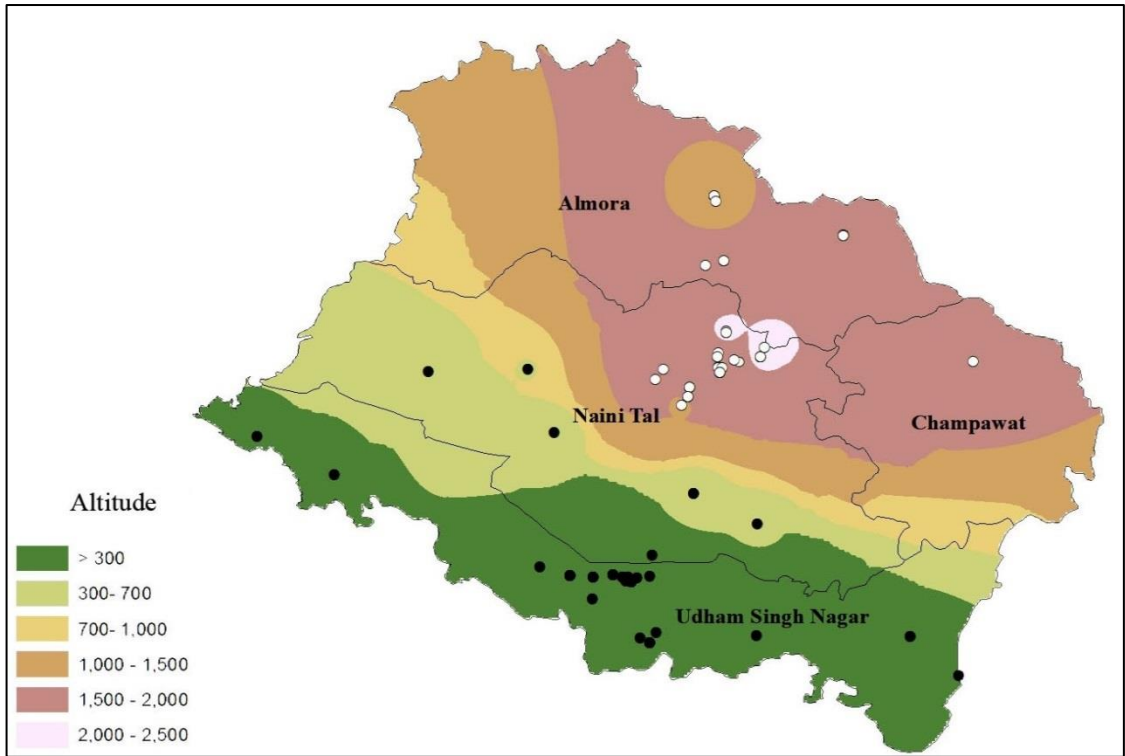 Almora
Naini Tal
Champawat
Udham Singh Nagar
Altitude
> 300
300- 700
700- 1,000
1,000 - 1,500
1,500 - 2,000
2,000 - 2,500